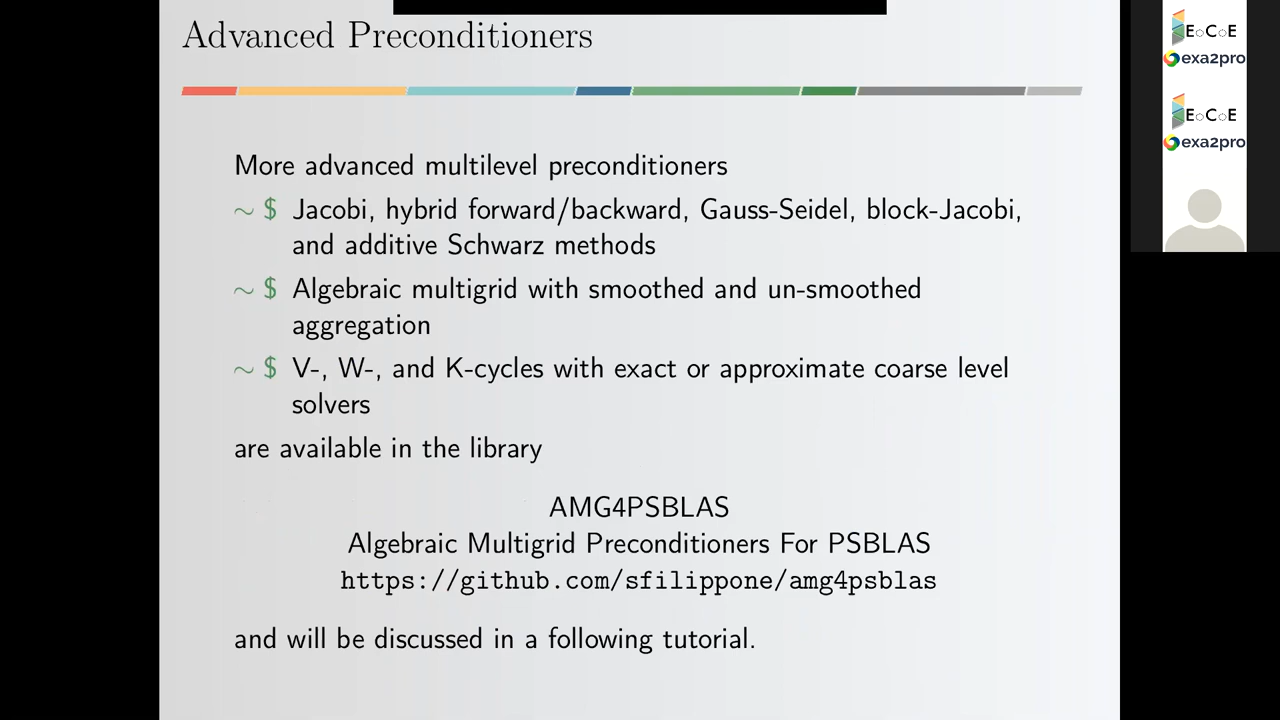 Advanced Preconditioners
More advanced multilevel preconditioners
~ $ Jacobi, hybrid forward/backward, Gauss-Seidel, block-Jacobi,
and additive Schwarz methods
~ $ Algebraic multigrid with smoothed and un-smoothed
aggregation
~ $ V-, W-, and K-cycles with exact or approximate coarse level
solvers
are available in the library
AMG4PSBLAS
Algebraic Multigrid Preconditioners For PSBLAS
https://github.com/sfilippone/amg4psblas
and will be discussed in a following tutorial.
EoCoE
exa2pro
EoCoE
exa2pro